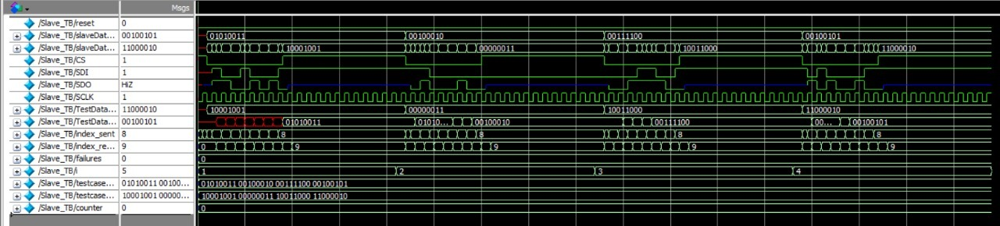 Msgs
/Slave_TB/reset 0
/Slave_TB/slaveDat... 00100101 01010011 00100010 00111100 00100101
/Slave_TB/slaveDat... 11000010 10001001 00000011 10011000 11000010
/Slave_TB/CS 1
/Slave_TB/SDI 1
/Slave_TB/SDO HiZ
/Slave_TB/SCLK 1
/Slave_TB/TestData... 11000010 10001001 00000011 10011000 11000010
/Slave_TB/TestData... 00100101 01010011 01010... 00100010 00111100 00... 00100101
/Slave_TB/index_sent 8 8 8 8 8
/Slave_TB/index_re... 9 0 9 9 9 9
/Slave_TB/failures 0 0
/Slave_TB/i 5 1 2 3 4
/Slave_TB/testcase... 01010011 00100... 01010011 00100010 00111100 00100101
/Slave_TB/testcase... 10001001 00000... 10001001 00000011 10011000 11000010
/Slave_TB/counter 0 0